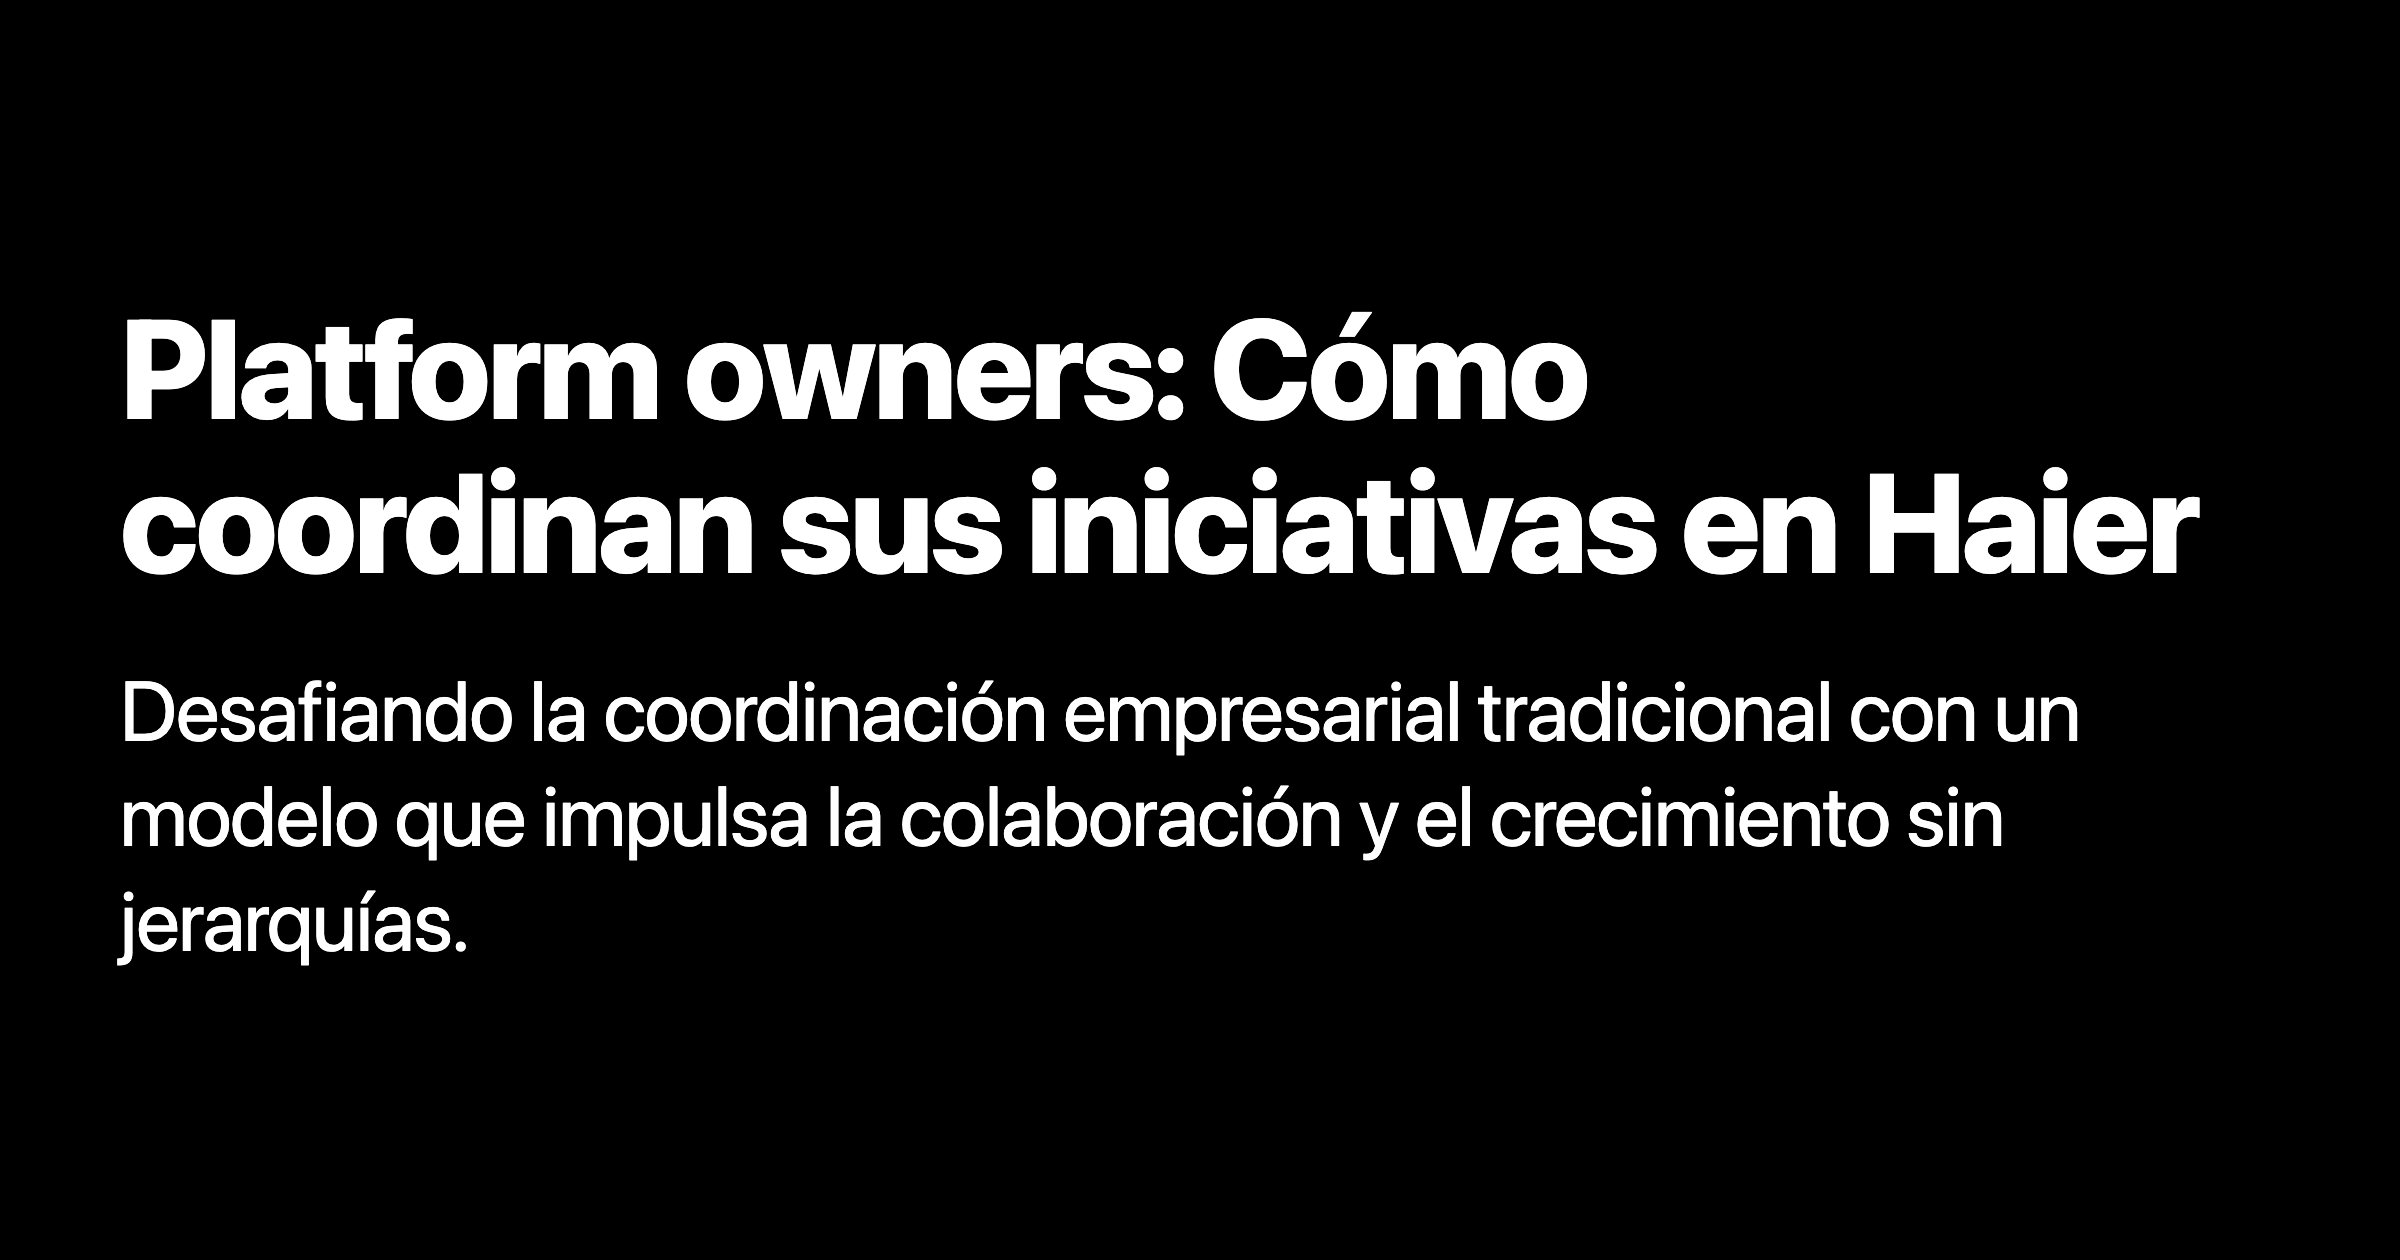 Platform owners: Cómo
coordinan sus iniciativas en Haier
Desafiando la coordinación empresarial tradicional con un
modelo que impulsa la colaboración y el crecimiento sin
jerarquías.